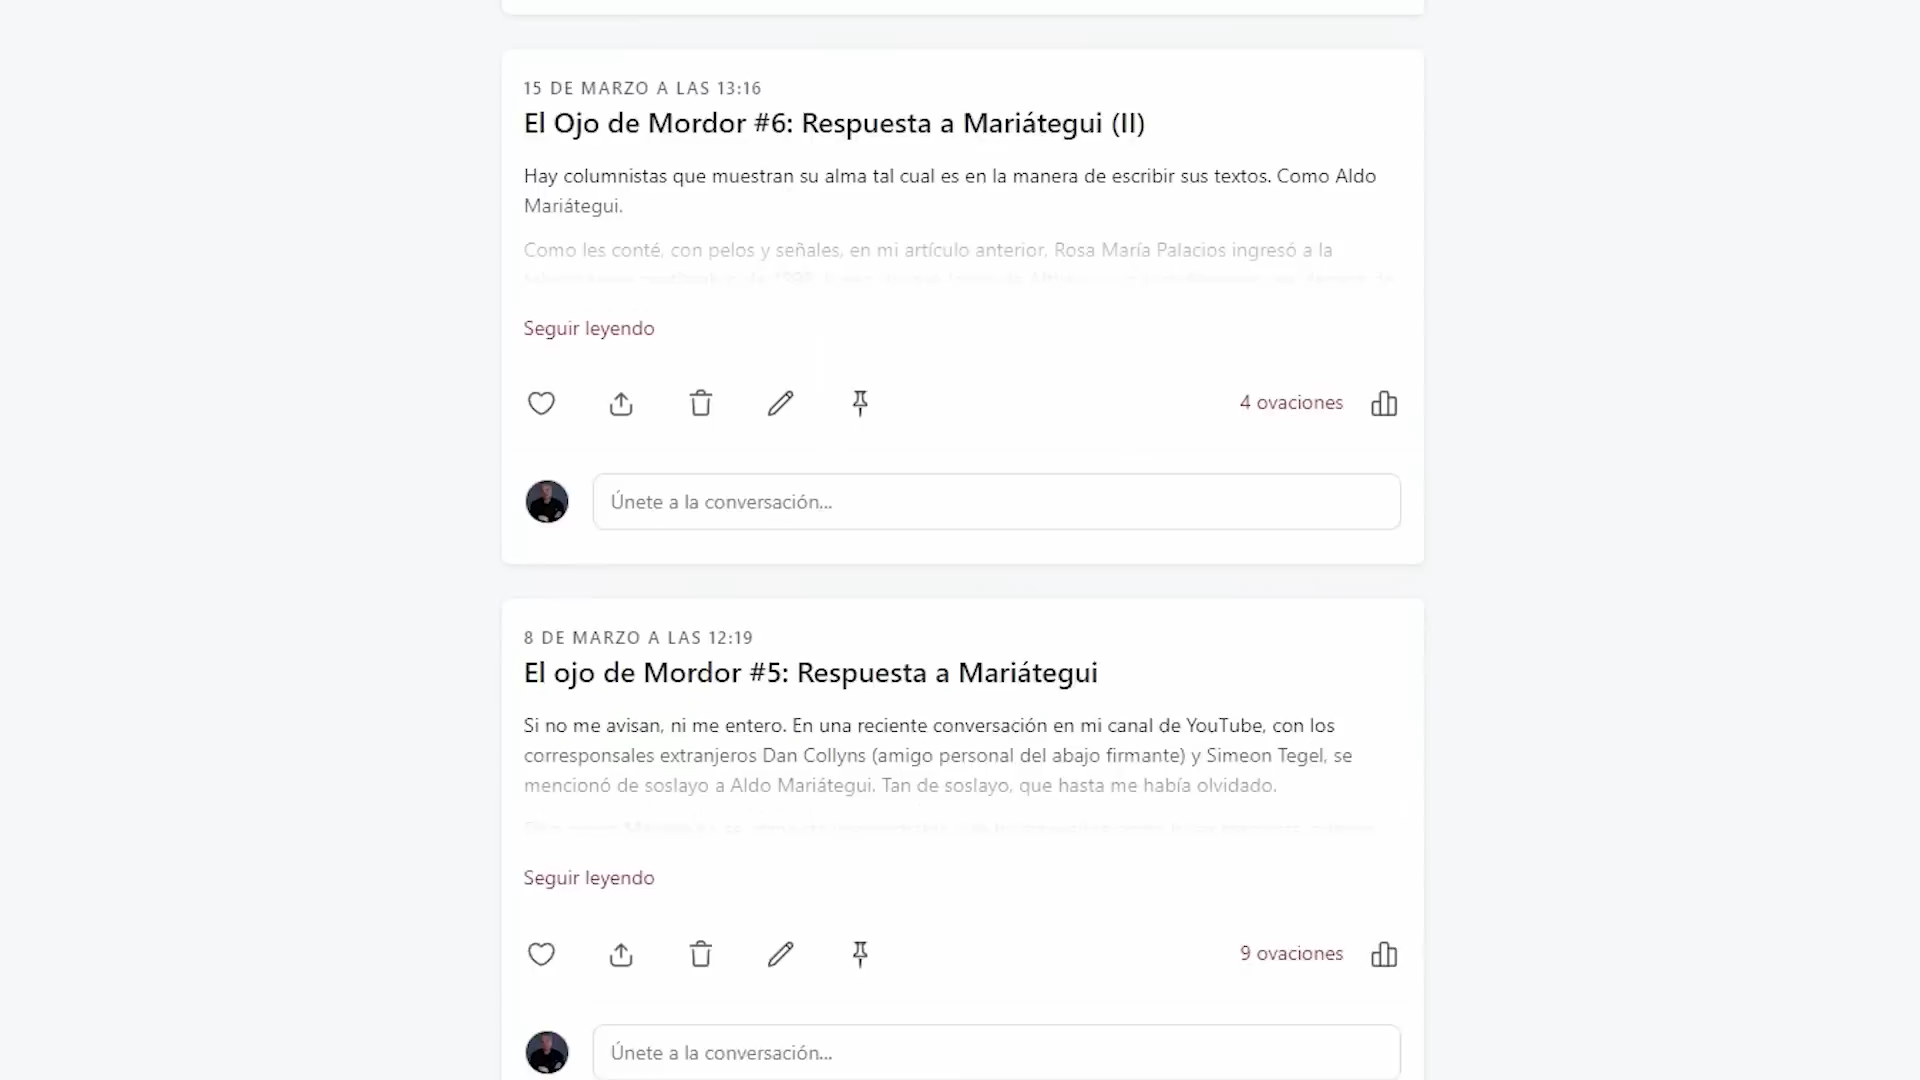 15 DE MARZO A LAS 13:16
El Ojo de Mordor #6: Respuesta a Mariátegui (II)
Hay columnistas que muestran su alma tal cual es en la manera de escribir sus textos. Como Aldo
Mariátegui.
Como les conté, con pelos y señales, en mi artículo anterior, Rosa María Palacios ingresó a la
Seguir leyendo
4 ovaciones
Únete a la conversación...
8 DE MARZO A LAS 12:19
El ojo de Mordor #5: Respuesta a Mariátegui
Si no me avisan, ni me entero. En una reciente conversación en mi canal de YouTube, con los
corresponsales extranjeros Dan Collyns (amigo personal del abajo firmante) y Simeon Tegel, se
mencionó de soslayo a Aldo Mariátegui. Tan de soslayo, que hasta me había olvidado.
Seguir leyendo
9 ovaciones
Únete a la conversación...